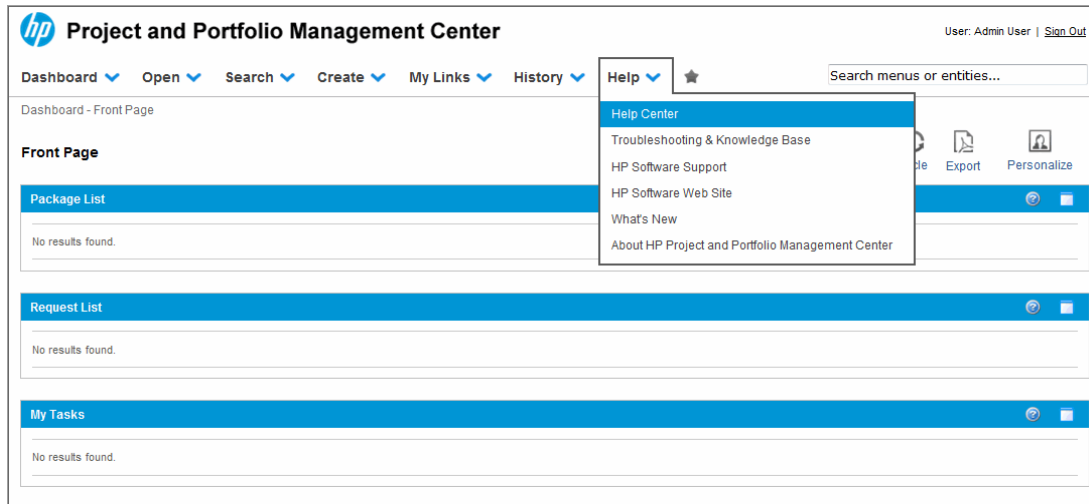 hp Project and Portfolio Management Center
User: Admin User | Sign Out
Dashboard Open Search Create My Links History Help Search menus or entities...
Dashboard - Front Page
Help Center
Troubleshooting & Knowledge Base
HP Software Support
HP Software Web Site
What's New
About HP Project and Portfolio Management Center
Front Page
Export Personalize
Package List
No results found.
Request List
No results found.
My Tasks
No results found.